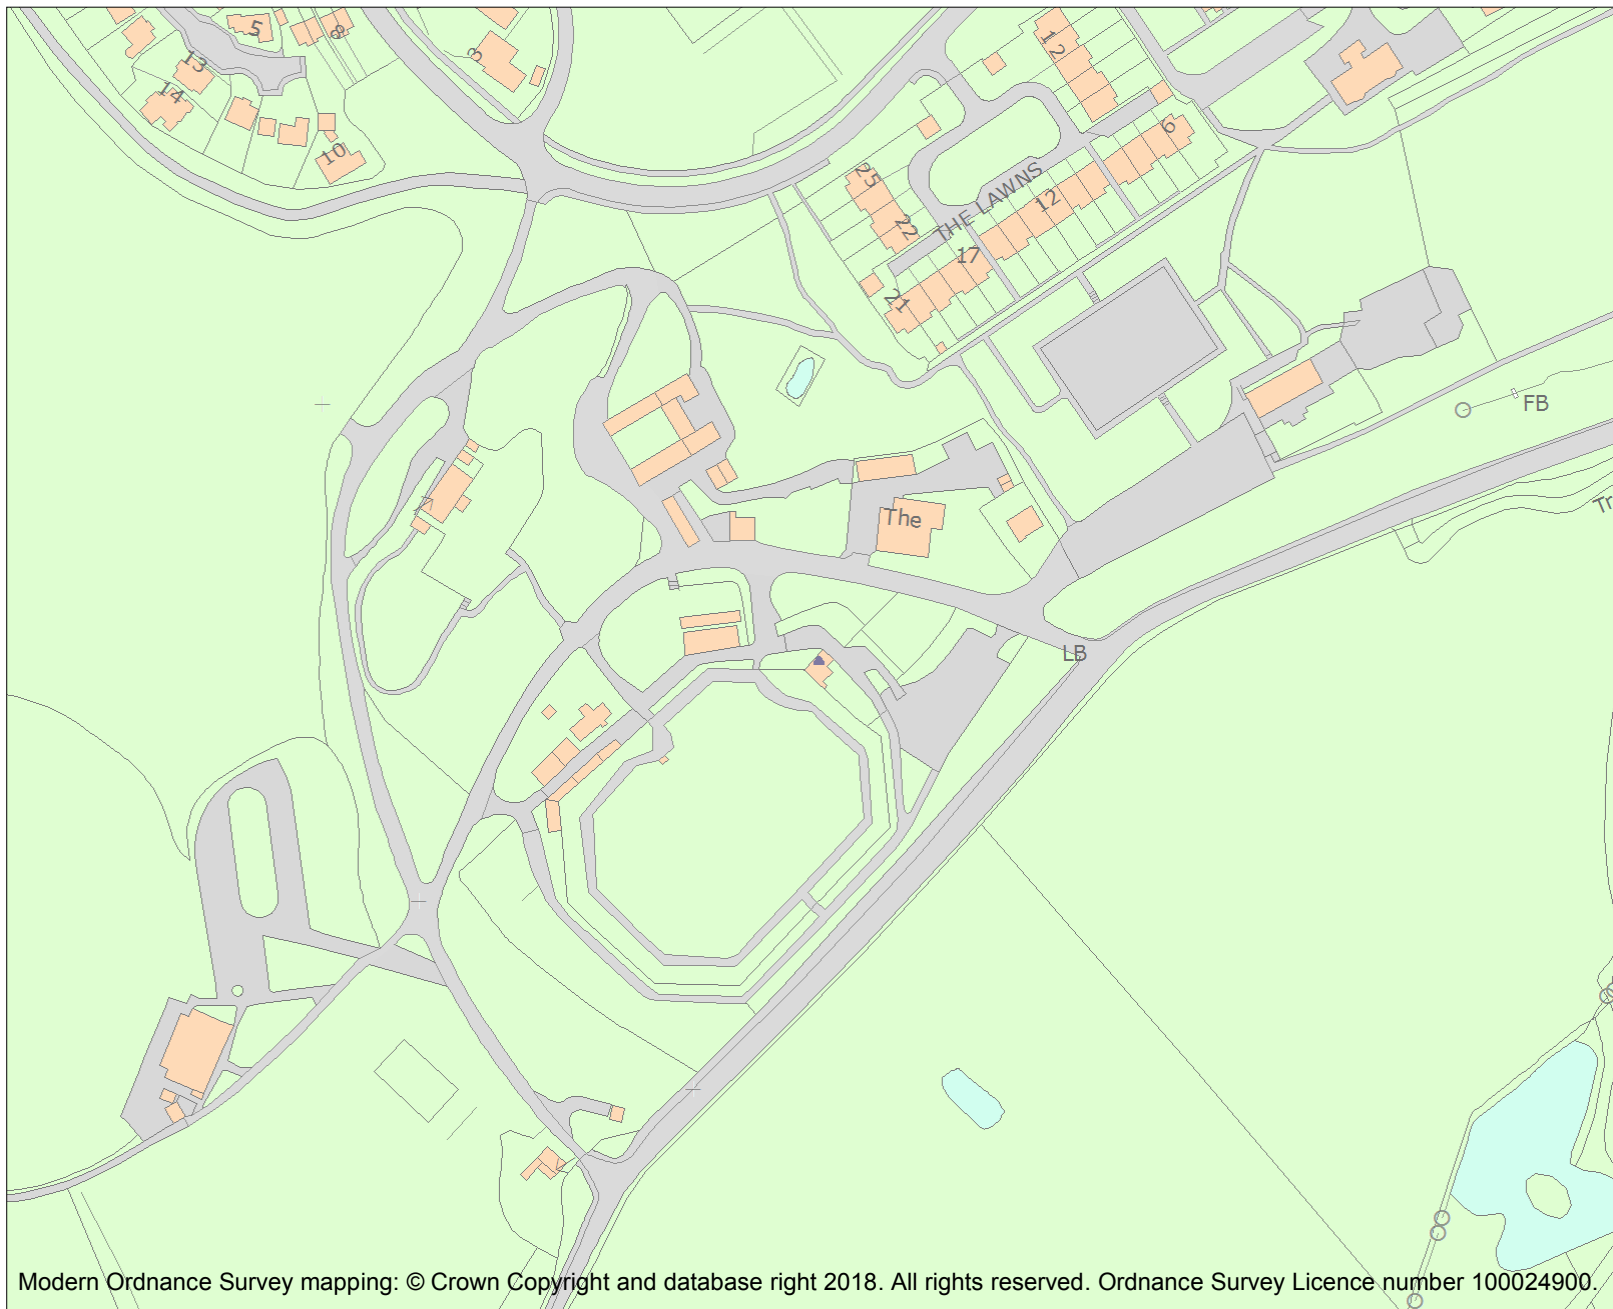 5
8
3
12
13
14
10
6
25
THE LAWNS
12
22
17
21
FB
Tr
The
LB
Modern Ordnance Survey mapping: © Crown Copyright and database right 2018. All rights reserved. Ordnance Survey Licence number 100024900.